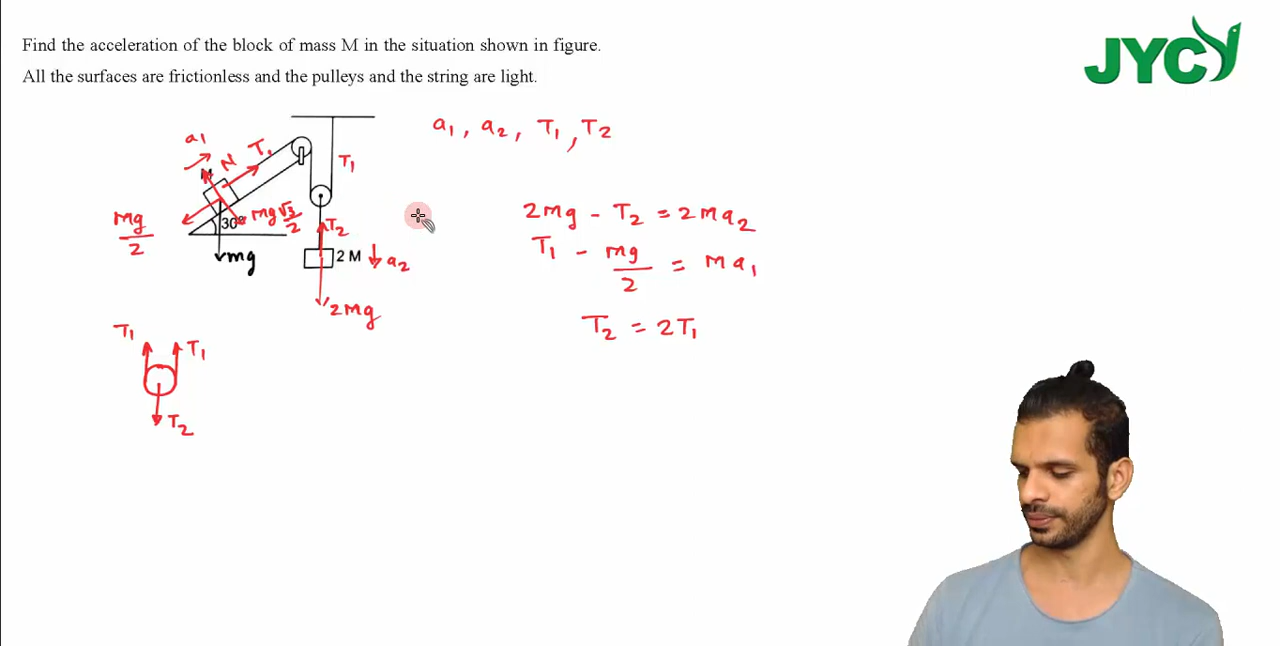 Find the acceleration of the block of mass M in the situation shown in figure.
All the surfaces are frictionless and the pulleys and the string are light.
JYC
a1, a2, T1, T2
a1
N
T1
T1
M
30°
Mg√3/2
Mg/2
mg
T2
2 M
a2
2Mg
2Mg - T2 = 2Ma2
T1 - Mg/2 = Ma1
T2 = 2T1
T1
T1
T2